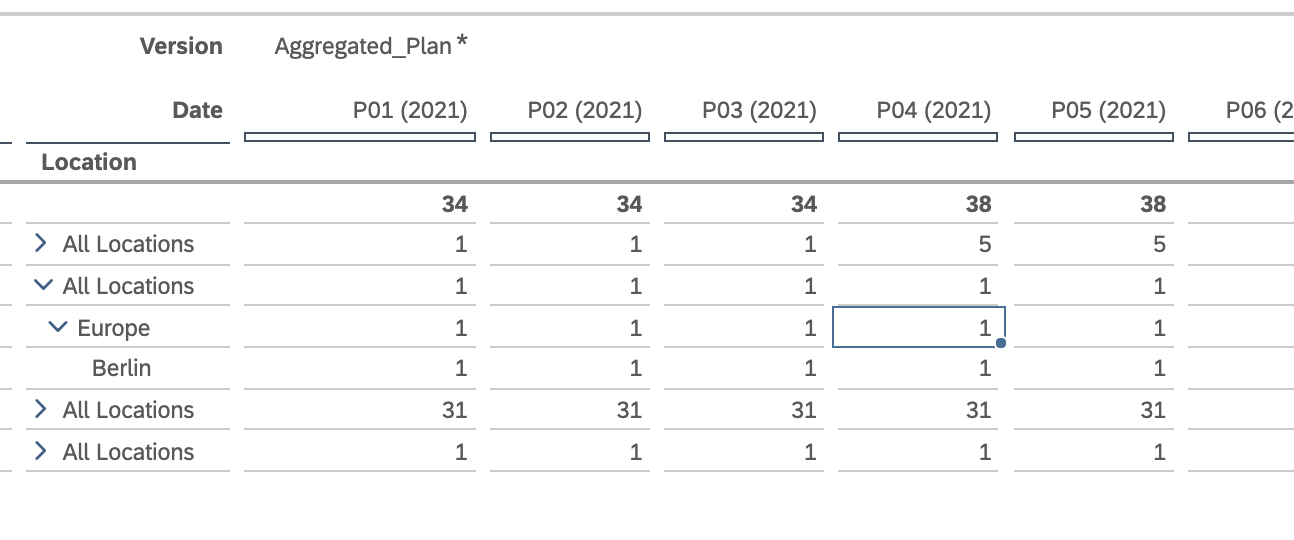 Version Aggregated_Plan *
Date P01 (2021) P02 (2021) P03 (2021) P04 (2021) P05 (2021) P06 (2
Location
34 34 34 38 38
All Locations 1 1 1 5 5
All Locations 1 1 1 1 1
Europe 1 1 1 1 1
Berlin 1 1 1 1 1
All Locations 31 31 31 31 31
All Locations 1 1 1 1 1